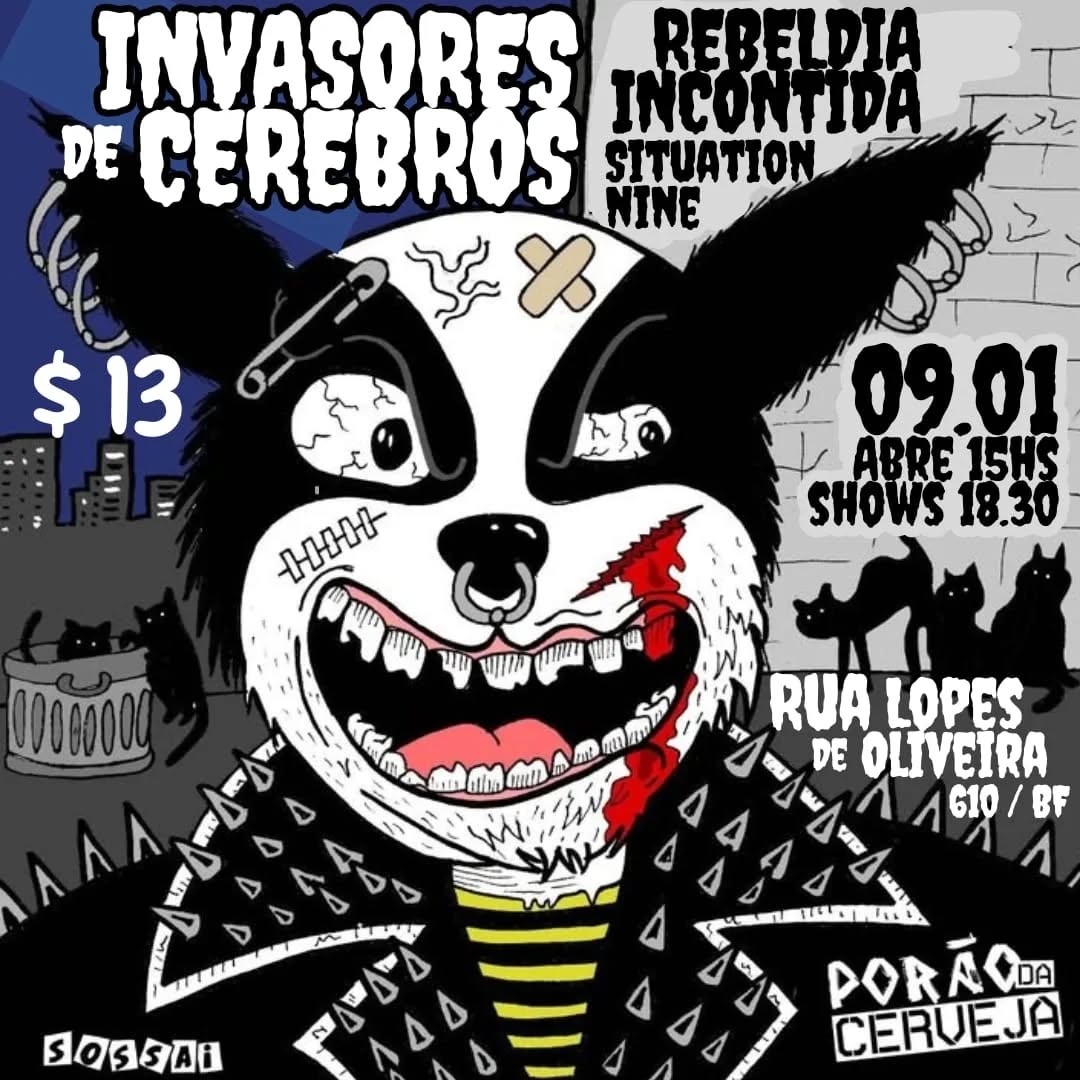 INVASORES
DE CEREBROS
REBELDIA
INCONTIDA
SITUATION
NINE
$ 13
09.01
ABRE 15HS
SHOWS 18.30
RUA LOPES
DE OLIVEIRA
610 / BF
PORÃO DA
CERVEJA
SOSSAI